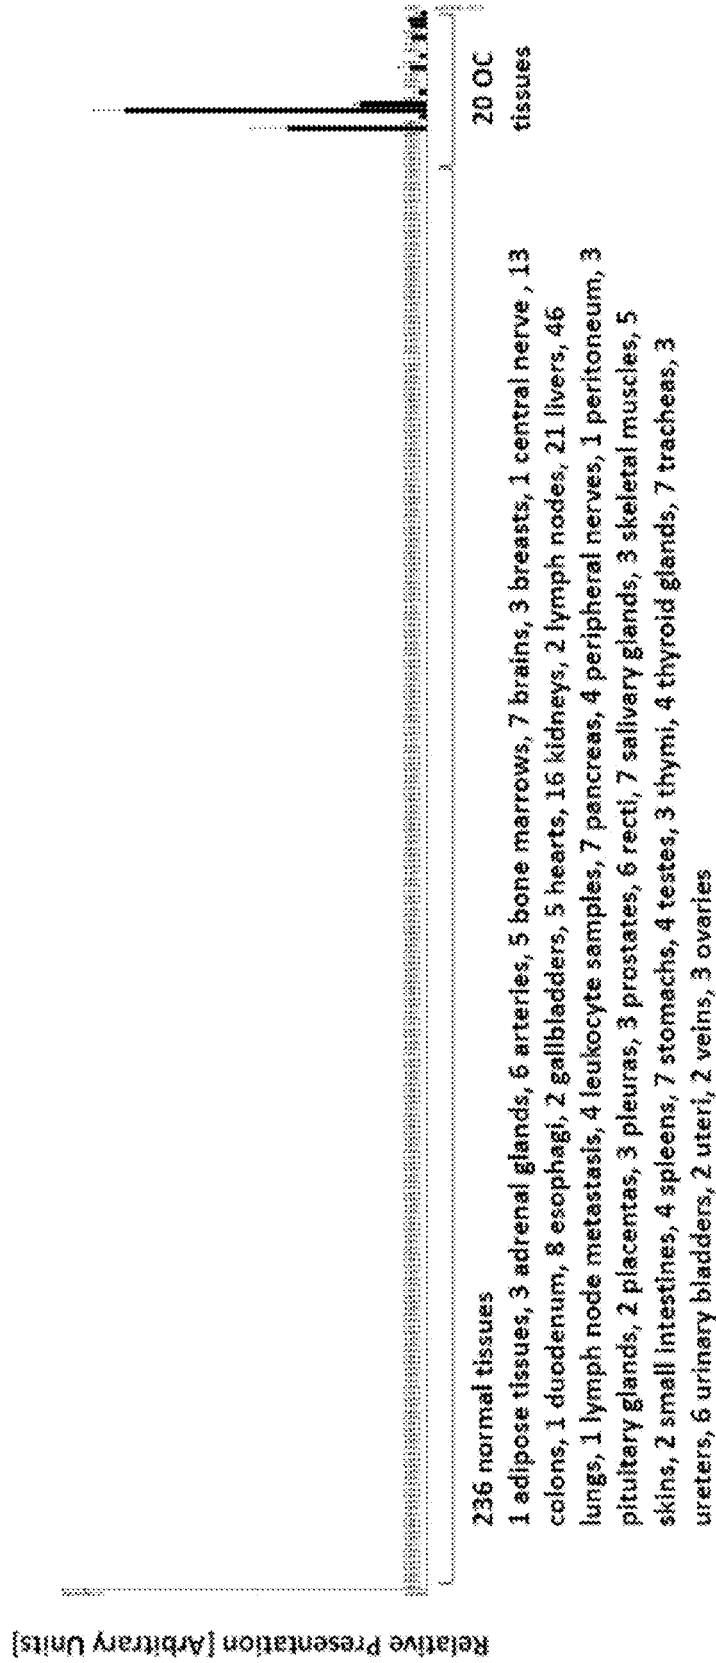 Relative Presentation [Arbitrary Units]
236 normal tissues
1 adipose tissues, 3 adrenal glands, 6 arteries, 5 bone marrows, 7 brains, 3 breasts, 1 central nerve , 13
colons, 1 duodenum, 8 esophagi, 2 gallbladders, 5 hearts, 16 kidneys, 2 lymph nodes, 21 livers, 46
lungs, 1 lymph node metastasis, 4 leukocyte samples, 7 pancreas, 4 peripheral nerves, 1 peritoneum, 3
pituitary glands, 2 placentas, 3 pleuras, 3 prostates, 6 recti, 7 salivary glands, 3 skeletal muscles, 5
skins, 2 small intestines, 4 spleens, 7 stomachs, 4 testes, 3 thymi, 4 thyroid glands, 7 tracheas, 3
ureters, 6 urinary bladders, 2 uteri, 2 veins, 3 ovaries
20 OC
tissues